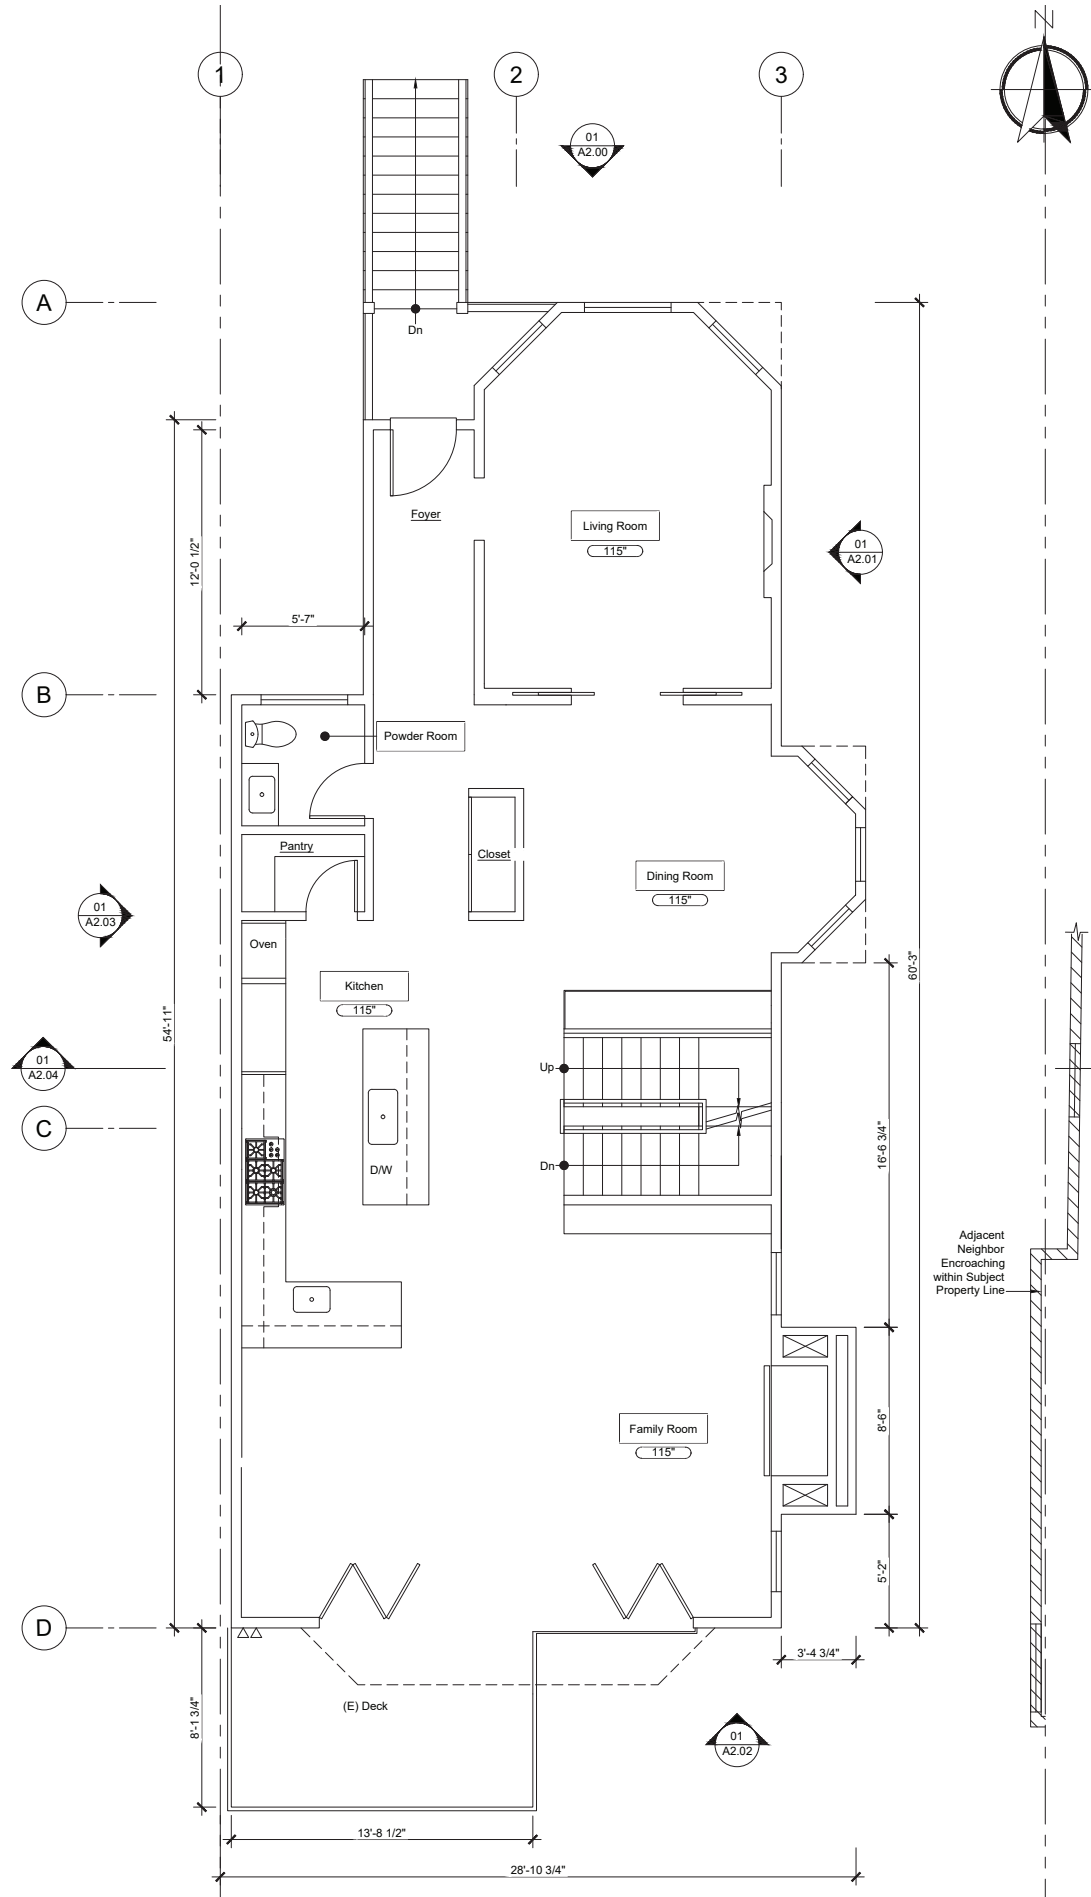 N
1
2
3
01
A2.00
A
Dn
Foyer
Living Room
115"
01
A2.01
12'-0 1/2"
5'-7"
B
Powder Room
Pantry
Closet
Dining Room
115"
01
A2.03
Oven
Kitchen
115"
60'-3"
54'-11"
01
A2.04
Up
C
D/W
Dn
16'-6 3/4"
Adjacent
Neighbor
Encroaching
within Subject
Property Line
Family Room
115"
8'-6"
5'-2"
D
3'-4 3/4"
(E) Deck
8'-1 3/4"
01
A2.02
13'-8 1/2"
28'-10 3/4"